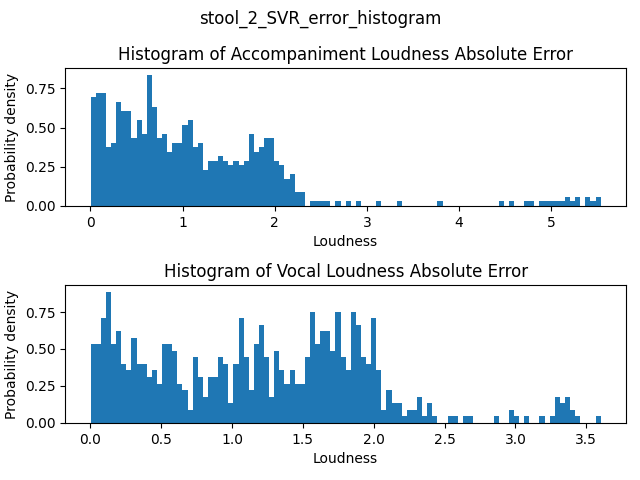 stool_2_SVR_error_histogram
Histogram of Accompaniment Loudness Absolute Error
Probability density
0.75
0.50
0.25
0.00
0 1 2 3 4 5
Loudness
Histogram of Vocal Loudness Absolute Error
Probability density
0.75
0.50
0.25
0.00
0.0 0.5 1.0 1.5 2.0 2.5 3.0 3.5
Loudness